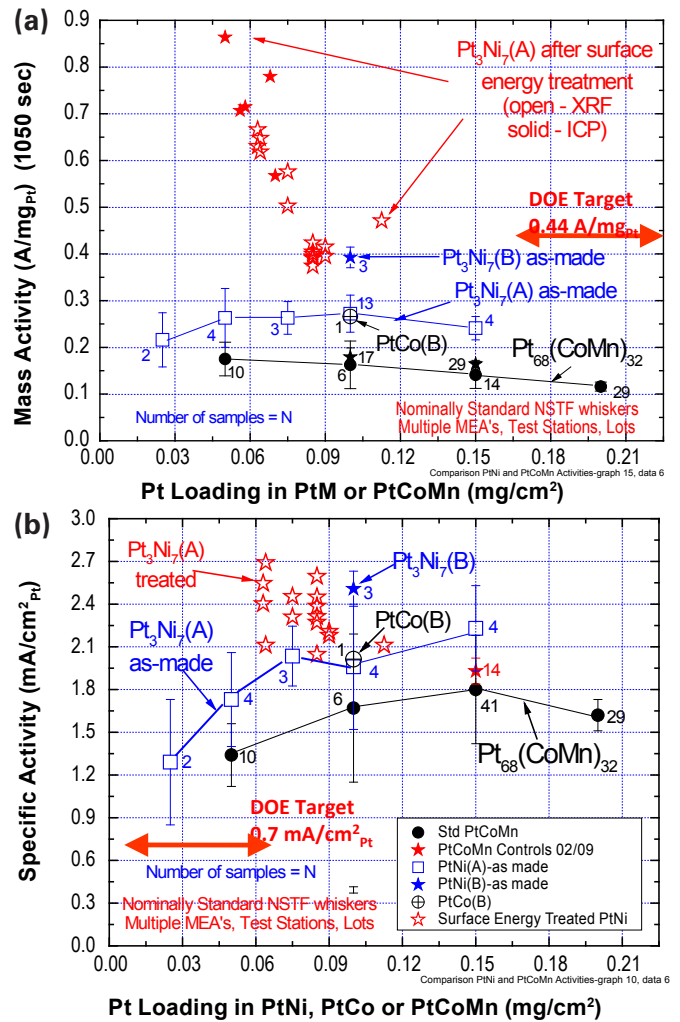 (a)
0.9
0.8
0.7
0.6
0.5
0.4
0.3
0.2
0.1
0.0
Mass Activity (A/mg_Pt) (1050 sec)
Pt₃Ni₇(A) after surface
energy treatment
(open - XRF
solid - ICP)
DOE Target
0.44 A/mg_Pt
3
Pt₃Ni₇(B) as-made
13
Pt₃Ni₇(A) as-made
2
4
3
1
4
PtCo(B)
Pt₆₈(CoMn)₃₂
10
17
6
29
14
29
Number of samples = N
Nominally Standard NSTF whiskers
Multiple MEA's, Test Stations, Lots
0.00 0.03 0.06 0.09 0.12 0.15 0.18 0.21
Comparison PtNi and PtCoMn Activities-graph 15, data 6
Pt Loading in PtM or PtCoMn (mg/cm²)
(b)
3.0
2.7
2.4
2.1
1.8
1.5
1.2
0.9
0.6
0.3
0.0
Specific Activity (mA/cm²_Pt)
Pt₃Ni₇(A)
treated
Pt₃Ni₇(B)
3
Pt₃Ni₇(A)
as-made
PtCo(B)
1
4
3
4
4
2
6
14
10
41
29
Pt₆₈(CoMn)₃₂
DOE Target
0.7 mA/cm²_Pt
Number of samples = N
Nominally Standard NSTF whiskers
Multiple MEA's, Test Stations, Lots
Std PtCoMn
PtCoMn Controls 02/09
PtNi(A)-as made
PtNi(B)-as made
PtCo(B)
Surface Energy Treated PtNi
0.00 0.03 0.06 0.09 0.12 0.15 0.18 0.21
Comparison PtNi and PtCoMn Activities-graph 10, data 6
Pt Loading in PtNi, PtCo or PtCoMn (mg/cm²)